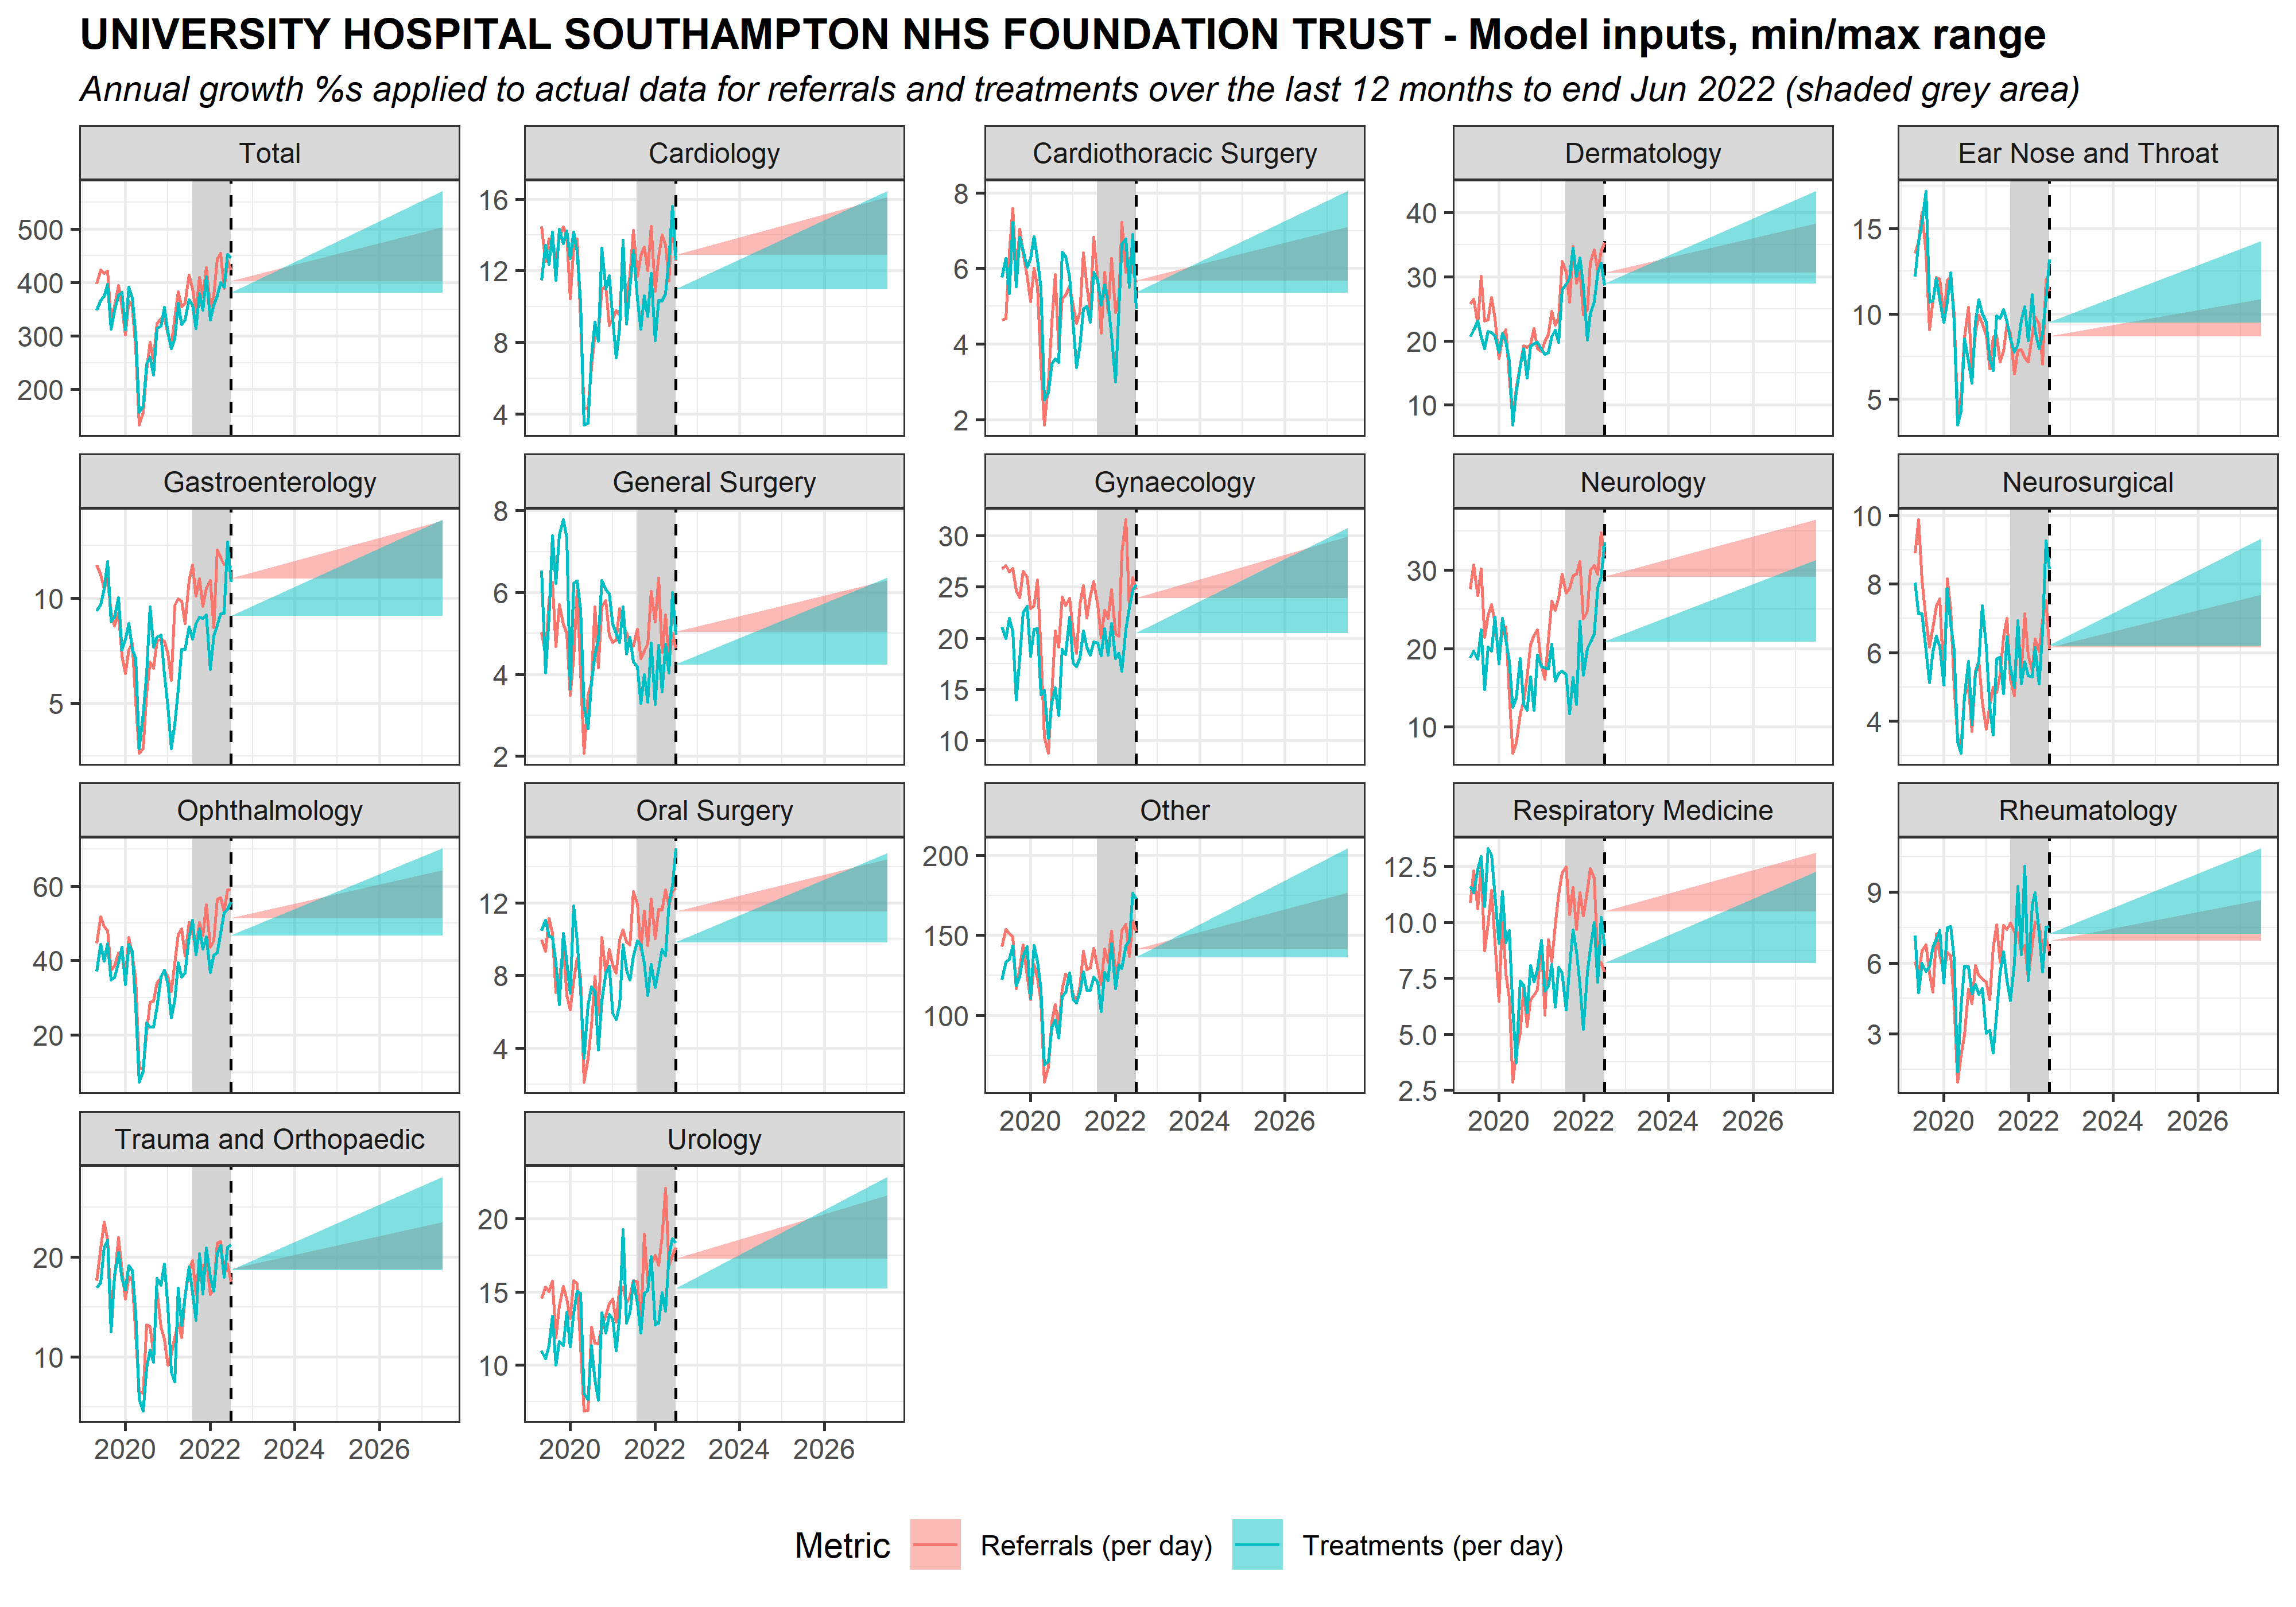 UNIVERSITY HOSPITAL SOUTHAMPTON NHS FOUNDATION TRUST - Model inputs, min/max range
Annual growth %s applied to actual data for referrals and treatments over the last 12 months to end Jun 2022 (shaded grey area)
Total
Cardiology
Cardiothoracic Surgery
Dermatology
Ear Nose and Throat
500
400
300
200
16
12
8
4
8
6
4
2
40
30
20
10
15
10
5
Gastroenterology
General Surgery
Gynaecology
Neurology
Neurosurgical
10
5
8
6
4
2
30
25
20
15
10
30
20
10
10
8
6
4
Ophthalmology
Oral Surgery
Other
Respiratory Medicine
Rheumatology
60
40
20
12
8
4
200
150
100
12.5
10.0
7.5
5.0
2.5
9
6
3
2020 2022 2024 2026
2020 2022 2024 2026
2020 2022 2024 2026
Trauma and Orthopaedic
Urology
20
10
20
15
10
2020 2022 2024 2026
2020 2022 2024 2026
Metric
Referrals (per day)
Treatments (per day)